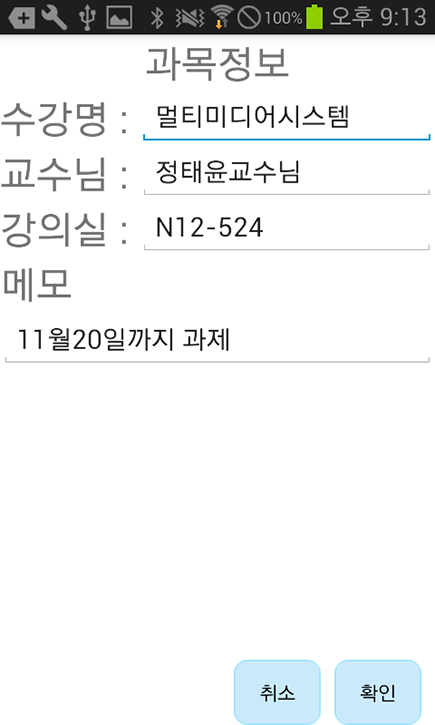 100% 오후 9:13
과목정보
수강명 : 멀티미디어시스템
교수님 : 정태윤교수님
강의실 : N12-524
메모
11월20일까지 과제
취소 확인